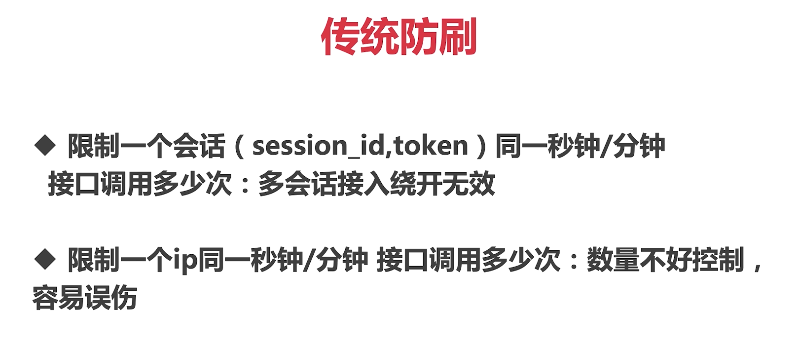 传统防刷
◆ 限制一个会话（session_id,token）同一秒钟/分钟
接口调用多少次：多会话接入绕开无效
◆ 限制一个ip同一秒钟/分钟 接口调用多少次：数量不好控制，
容易误伤